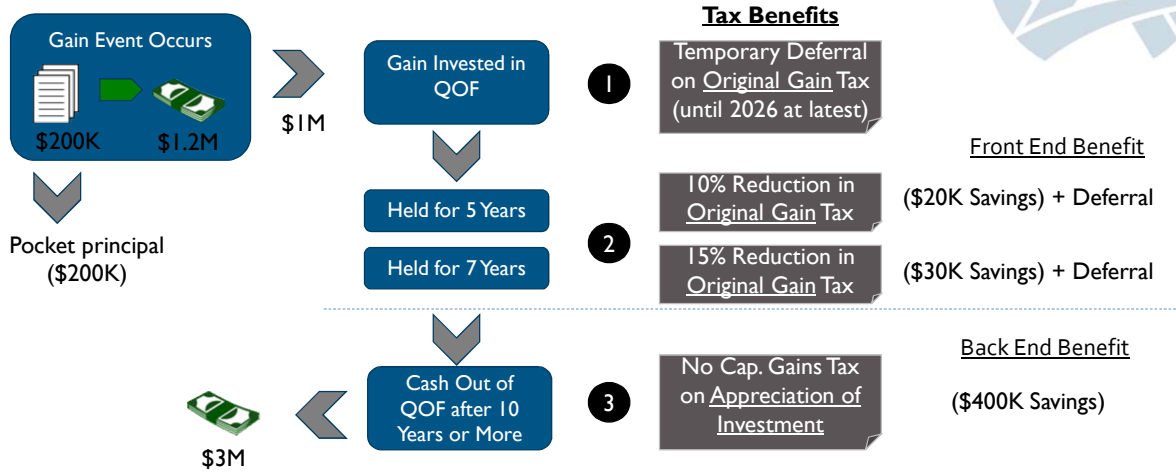 Tax Benefits
Gain Event Occurs
$200K
$1.2M
$1M
Pocket principal
($200K)
Gain Invested in
QOF
1
Temporary Deferral
on Original Gain Tax
(until 2026 at latest)
Front End Benefit
Held for 5 Years
Held for 7 Years
2
10% Reduction in
Original Gain Tax
($20K Savings) + Deferral
15% Reduction in
Original Gain Tax
($30K Savings) + Deferral
Back End Benefit
Cash Out of
QOF after 10
Years or More
$3M
3
No Cap. Gains Tax
on Appreciation of
Investment
($400K Savings)